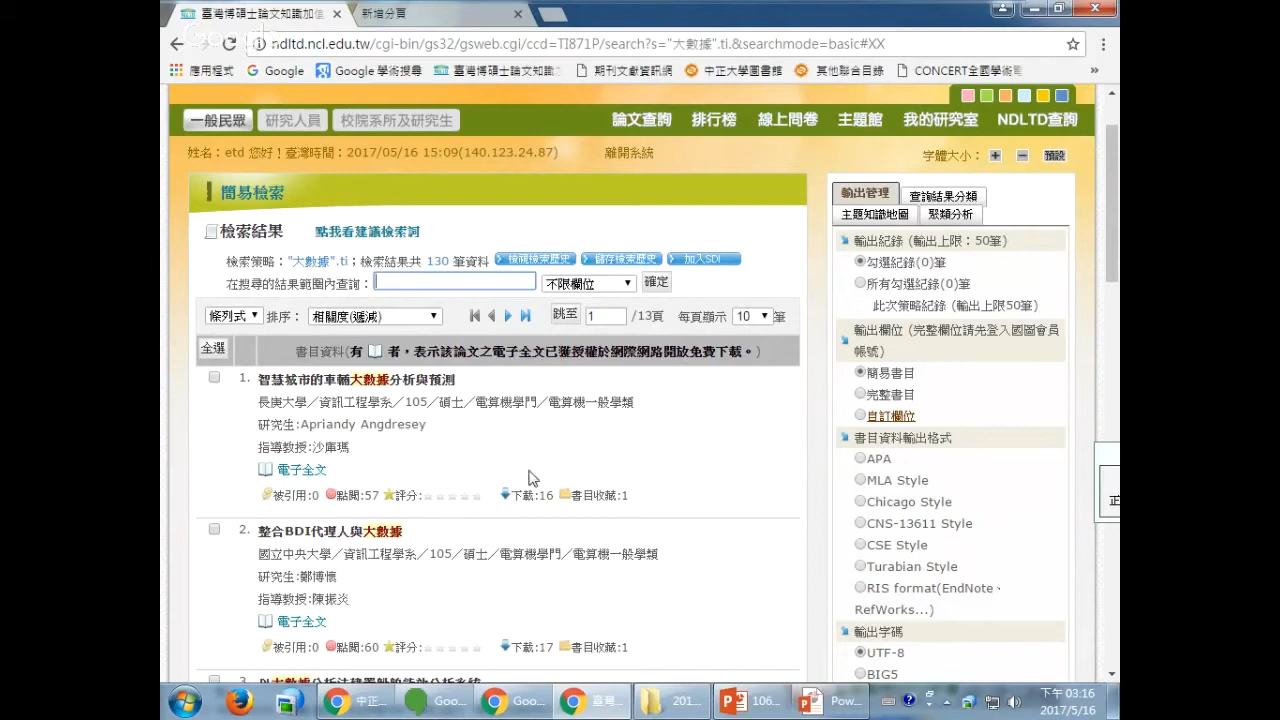 臺灣博碩士論文知識加值
新增分頁
ndltd.ncl.edu.tw/cgi-bin/gs32/gsweb.cgi/ccd=TI871P/search?s="大數據".ti.&searchmode=basic#XX
應用程式 Google Google 學術搜尋 臺灣博碩士論文知識加 期刊文獻資訊網 中正大學圖書館 其他聯合目錄 CONCERT全國學術電 »
一般民眾 研究人員 校院系所及研究生 論文查詢 排行榜 線上問卷 主題館 我的研究室 NDLTD查詢
姓名：etd 您好！臺灣時間：2017/05/16 15:09(140.123.24.87) 離開系統 字體大小：
預設
簡易檢索
檢索結果 點我看建議檢索詞
檢索策略："大數據".ti；檢索結果共 130 筆資料 檢視檢索歷史 儲存檢索歷史 加入SDI
在搜尋的結果範圍內查詢： 不限欄位 確定
條列式 排序： 相關度(遞減) 跳至 1 /13頁 每頁顯示 10 筆
全選 書目資料(有 者，表示該論文之電子全文已獲授權於網際網路開放免費下載。)
1. 智慧城市的車輛大數據分析與預測
長庚大學／資訊工程學系／105／碩士／電算機學門／電算機一般學類
研究生:Apriandy Angdresey
指導教授:沙庫瑪
電子全文
被引用:0 點閱:57 評分: 下載:16 書目收藏:1
2. 整合BDI代理人與大數據
國立中央大學／資訊工程學系／105／碩士／電算機學門／電算機一般學類
研究生:鄭博懷
指導教授:陳振炎
電子全文
被引用:0 點閱:60 評分: 下載:17 書目收藏:1
3.
輸出管理 查詢結果分類
主題知識地圖 聚類分析
輸出紀錄 (輸出上限：50筆)
勾選紀錄(0)筆
所有勾選紀錄(0)筆
此次策略紀錄 (輸出上限50筆)
輸出欄位 (完整欄位請先登入國圖會員
帳號)
簡易書目
完整書目
自訂欄位
書目資料輸出格式
APA
MLA Style
Chicago Style
CNS-13611 Style
CSE Style
Turabian Style
RIS format(EndNote、
RefWorks...)
輸出字碼
UTF-8
BIG5
中正... Goo... Goo... 臺灣... 201... 106... Pow... 下午 03:16
2017/5/16